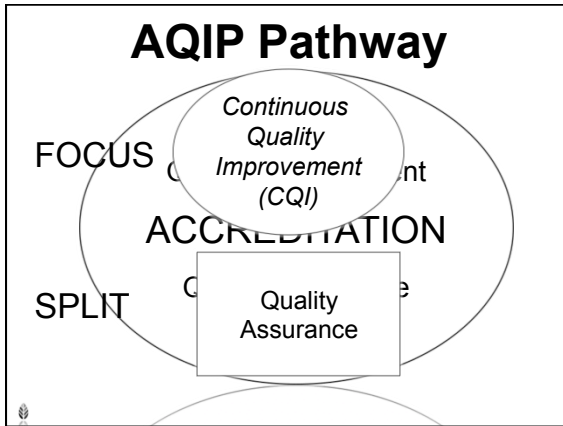 AQIP Pathway
Continuous
Quality
Improvement
(CQI)
FOCUS
ACCREDITATION
SPLIT
Quality
Assurance